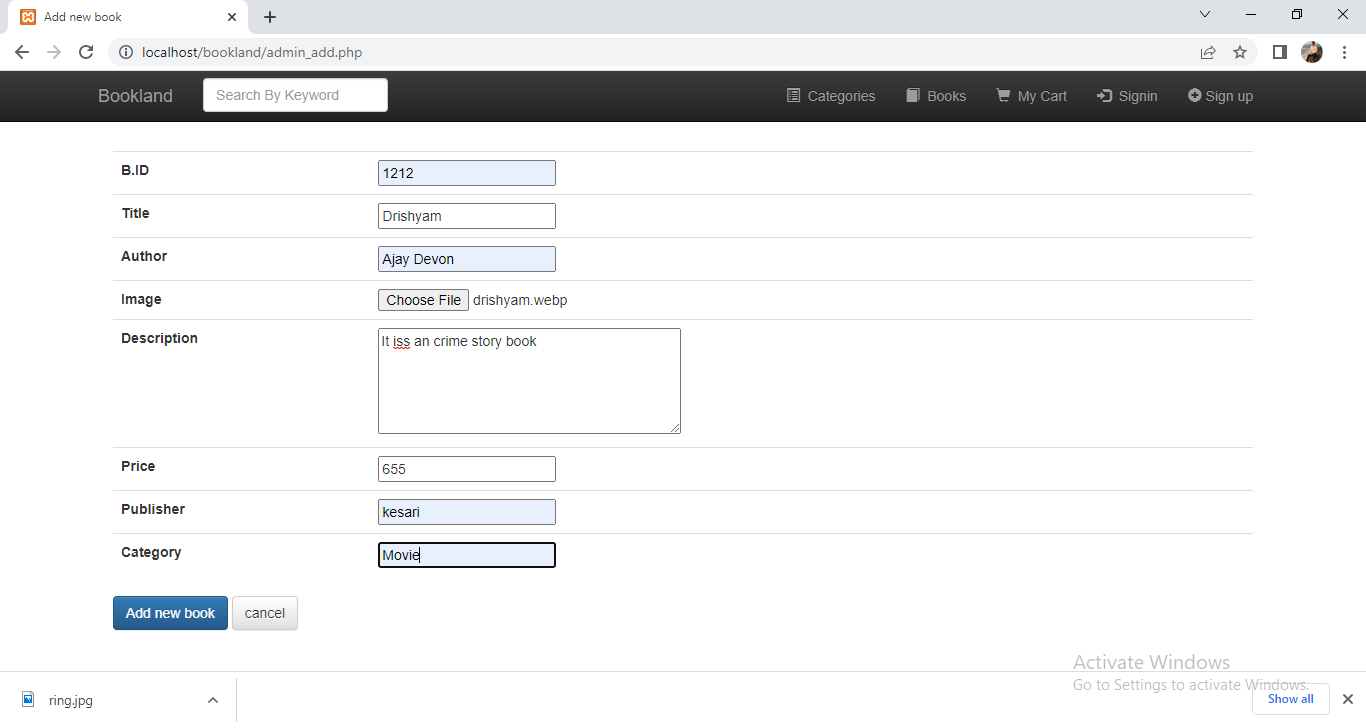 Add new book
localhost/bookland/admin_add.php
Bookland Search By Keyword Categories Books My Cart Signin Sign up
B.ID 1212
Title Drishyam
Author Ajay Devon
Image Choose File drishyam.webp
Description It iss an crime story book
Price 655
Publisher kesari
Category Movie
Add new book cancel
Activate Windows
Go to Settings to activate Windows.
ring.jpg Show all